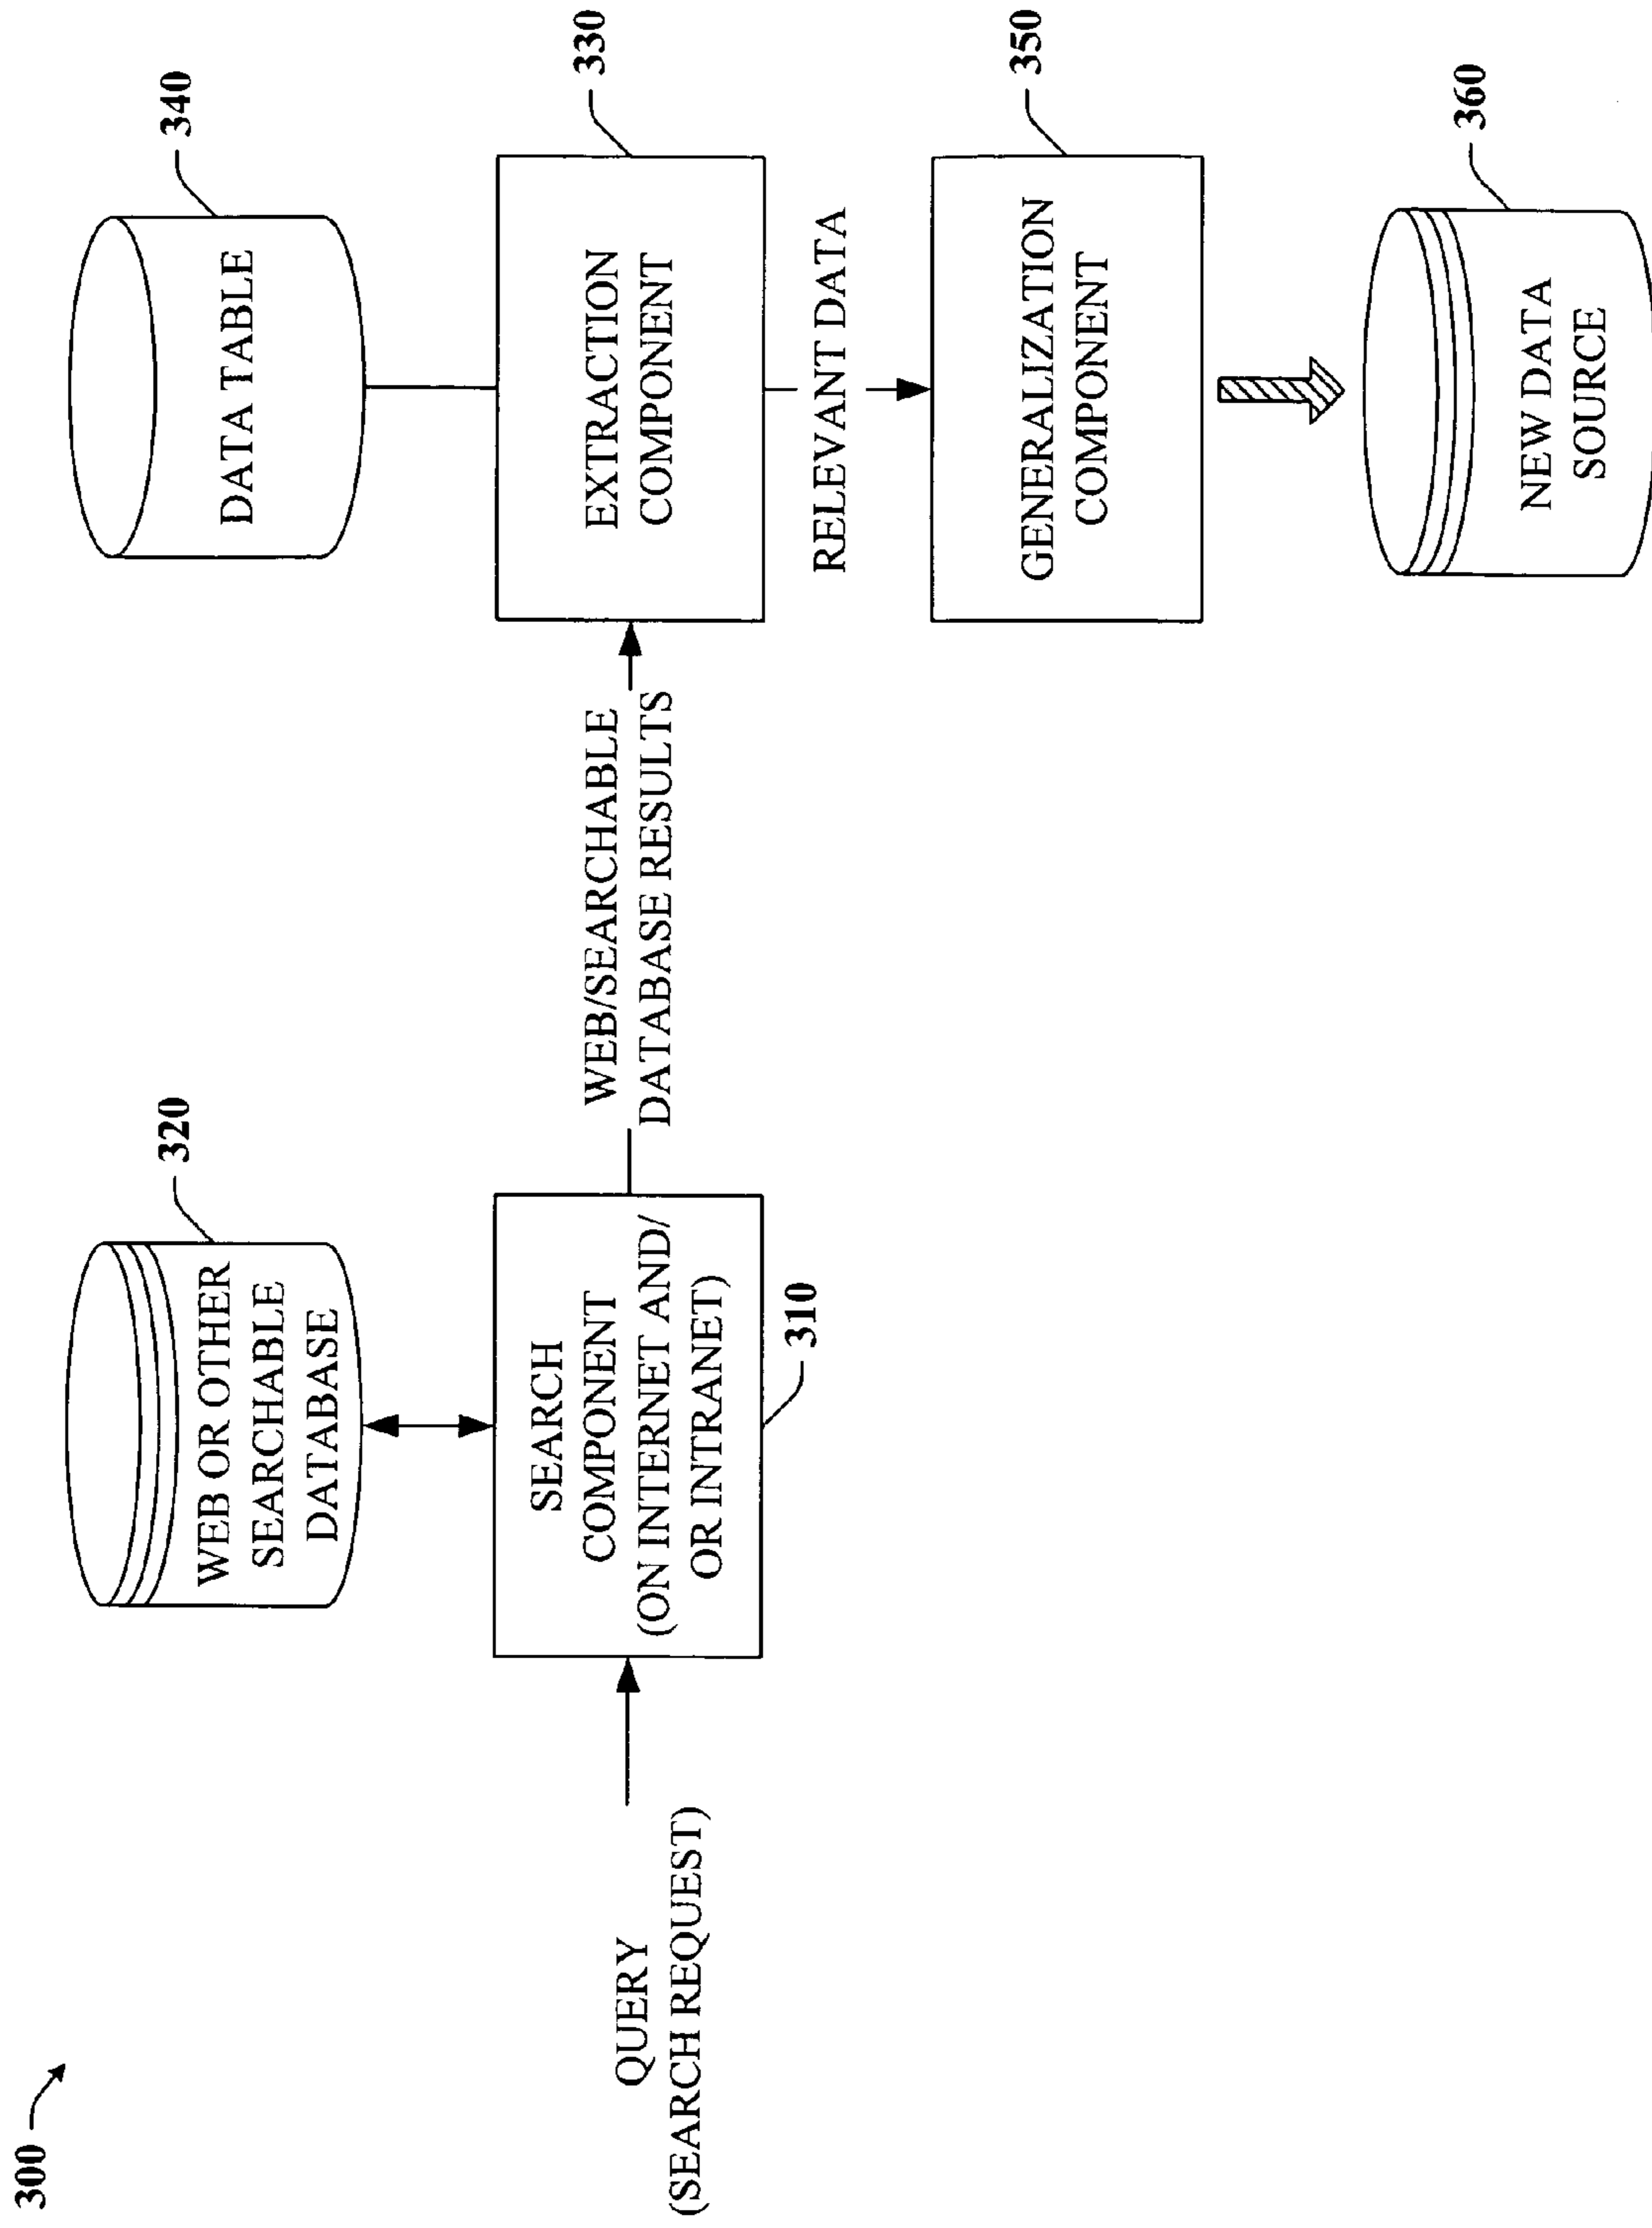 300
320
WEB OR OTHER
SEARCHABLE
DATABASE
340
DATA TABLE
QUERY
(SEARCH REQUEST)
SEARCH
COMPONENT
(ON INTERNET AND/
OR INTRANET)
310
WEB/SEARCHABLE
DATABASE RESULTS
330
EXTRACTION
COMPONENT
RELEVANT DATA
350
GENERALIZATION
COMPONENT
360
NEW DATA
SOURCE